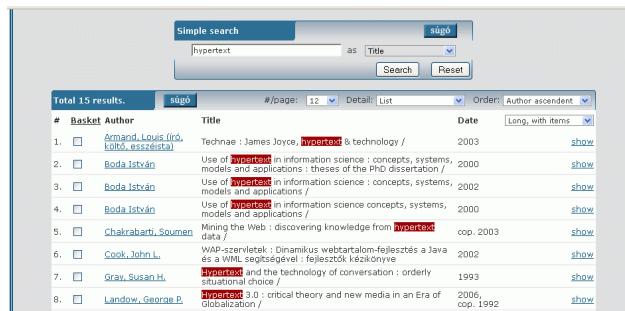 Simple search súgó
hypertext as Title
Search Reset
Total 15 results. súgó #/page: 12 Detail: List Order: Author ascendent
# Basket Author Title Date Long, with items
1. Armand, Louis (író, költő, esszéista) Technae : James Joyce, hypertext & technology / 2003 show
2. Boda István Use of hypertext in information science : concepts, systems, models and applications : theses of the PhD dissertation / 2000 show
3. Boda István Use of hypertext in information science : concepts, systems, models and applications / 2002 show
4. Boda István Use of hypertext in information science concepts, systems, models and applications / 2000 show
5. Chakrabarti, Soumen Mining the Web : discovering knowledge from hypertext data / cop. 2003 show
6. Cook, John L. WAP-szervletek : Dinamikus webtartalom-fejlesztés a Java és a WML segítségével : fejlesztők kézikönyve 2002 show
7. Gray, Susan H. Hypertext and the technology of conversation : orderly situational choice / 1993 show
8. Landow, George P. Hypertext 3.0 : critical theory and new media in an Era of Globalization / 2006, cop. 1992 show